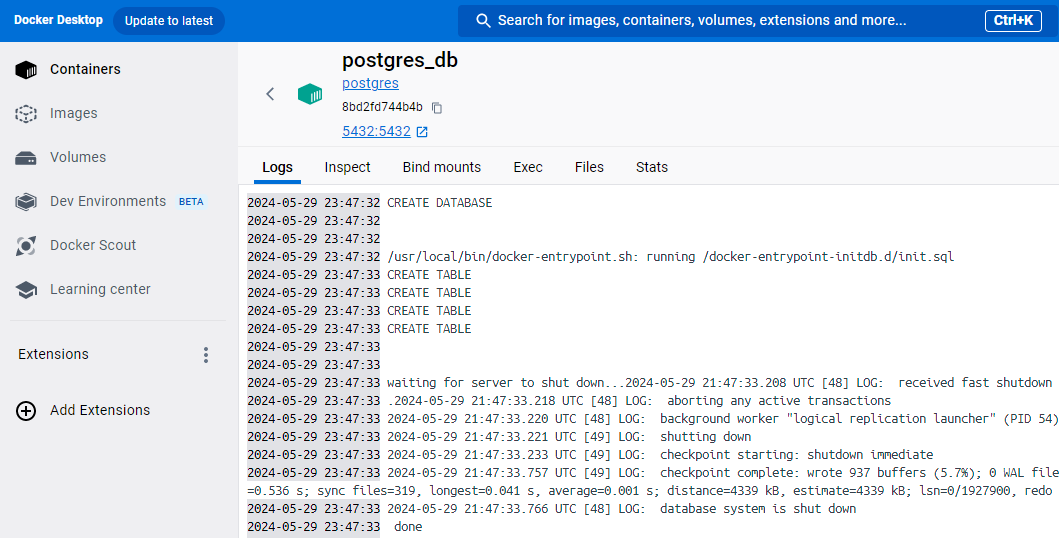 Docker Desktop
Update to latest
Search for images, containers, volumes, extensions and more...
Ctrl+K
Containers
Images
Volumes
Dev Environments BETA
Docker Scout
Learning center
Extensions
Add Extensions
postgres_db
postgres
8bd2fd744b4b
5432:5432
Logs Inspect Bind mounts Exec Files Stats
2024-05-29 23:47:32 CREATE DATABASE
2024-05-29 23:47:32
2024-05-29 23:47:32
2024-05-29 23:47:32 /usr/local/bin/docker-entrypoint.sh: running /docker-entrypoint-initdb.d/init.sql
2024-05-29 23:47:33 CREATE TABLE
2024-05-29 23:47:33 CREATE TABLE
2024-05-29 23:47:33 CREATE TABLE
2024-05-29 23:47:33 CREATE TABLE
2024-05-29 23:47:33
2024-05-29 23:47:33
2024-05-29 23:47:33 waiting for server to shut down...2024-05-29 21:47:33.208 UTC [48] LOG:  received fast shutdown
2024-05-29 23:47:33 .2024-05-29 21:47:33.218 UTC [48] LOG:  aborting any active transactions
2024-05-29 23:47:33 2024-05-29 21:47:33.220 UTC [48] LOG:  background worker "logical replication launcher" (PID 54)
2024-05-29 23:47:33 2024-05-29 21:47:33.221 UTC [49] LOG:  shutting down
2024-05-29 23:47:33 2024-05-29 21:47:33.233 UTC [49] LOG:  checkpoint starting: shutdown immediate
2024-05-29 23:47:33 2024-05-29 21:47:33.757 UTC [49] LOG:  checkpoint complete: wrote 937 buffers (5.7%); 0 WAL file
=0.536 s; sync files=319, longest=0.041 s, average=0.001 s; distance=4339 kB, estimate=4339 kB; lsn=0/1927900, redo
2024-05-29 23:47:33 2024-05-29 21:47:33.766 UTC [48] LOG:  database system is shut down
2024-05-29 23:47:33  done